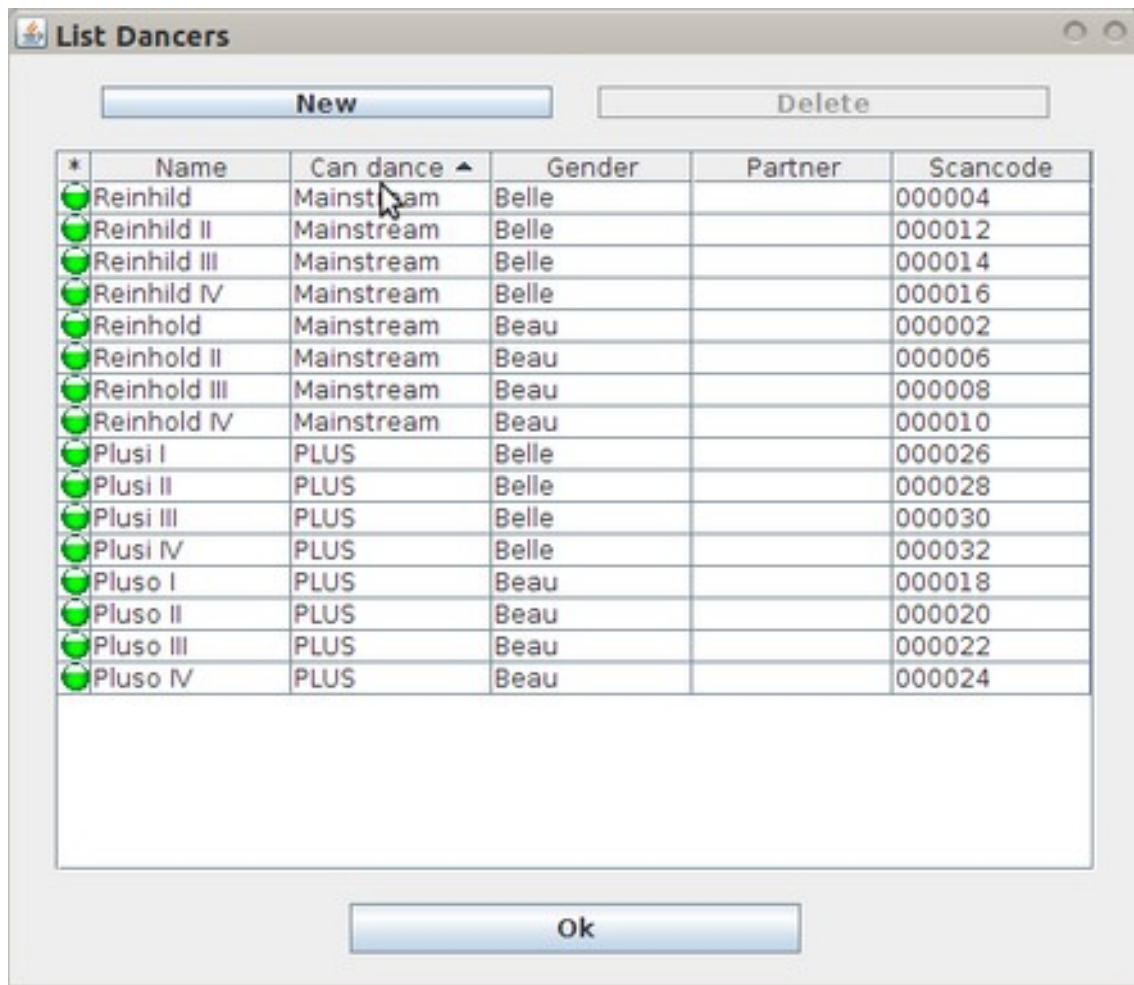 List Dancers
New Delete
* Name Can dance Gender Partner Scancode
Reinhild Mainstream Belle 000004
Reinhild II Mainstream Belle 000012
Reinhild III Mainstream Belle 000014
Reinhild IV Mainstream Belle 000016
Reinhold Mainstream Beau 000002
Reinhold II Mainstream Beau 000006
Reinhold III Mainstream Beau 000008
Reinhold IV Mainstream Beau 000010
Plusi I PLUS Belle 000026
Plusi II PLUS Belle 000028
Plusi III PLUS Belle 000030
Plusi IV PLUS Belle 000032
Pluso I PLUS Beau 000018
Pluso II PLUS Beau 000020
Pluso III PLUS Beau 000022
Pluso IV PLUS Beau 000024
Ok